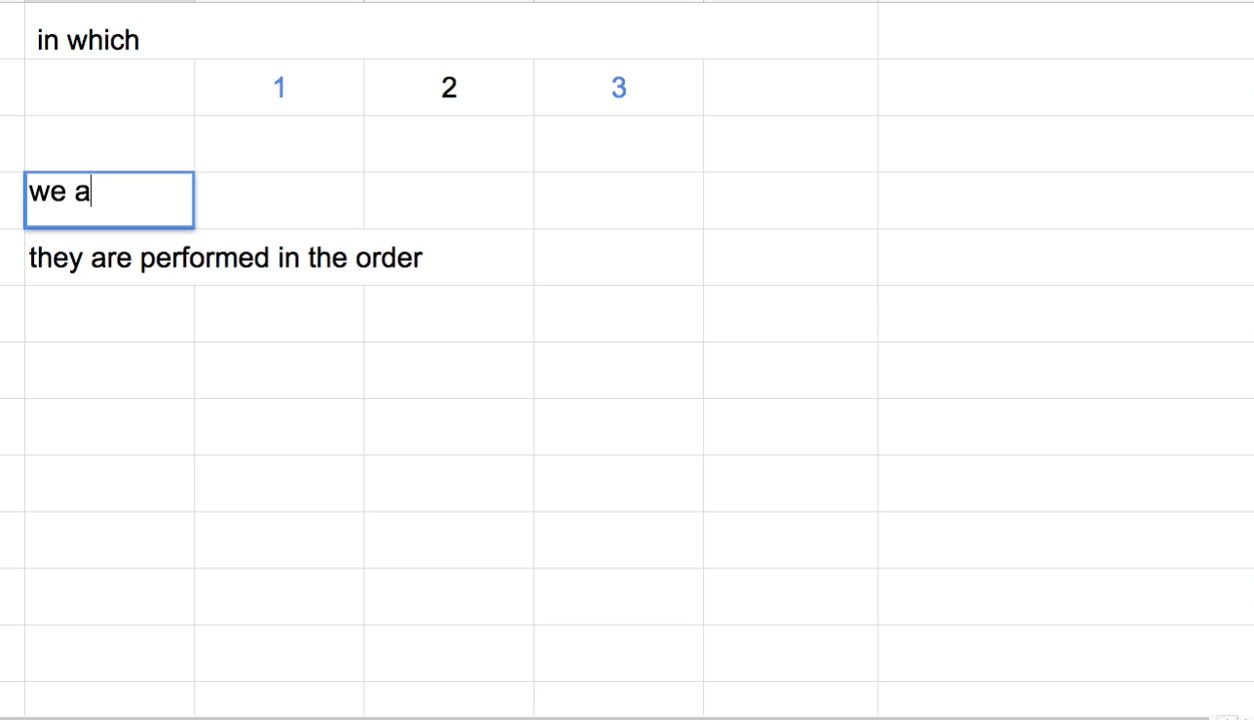 in which
1 2 3
we a
they are performed in the order